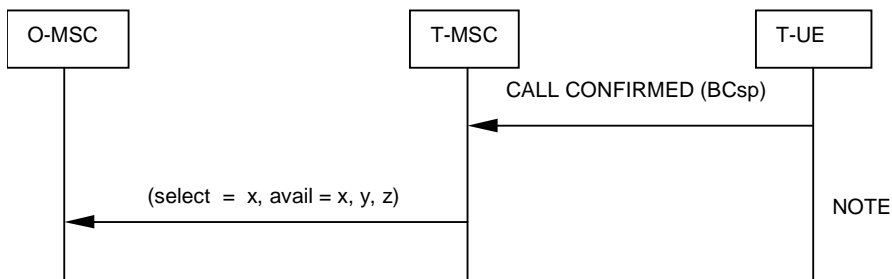 O-MSC
T-MSC
T-UE
CALL CONFIRMED (BCsp)
(select = x, avail = x, y, z)
NOTE